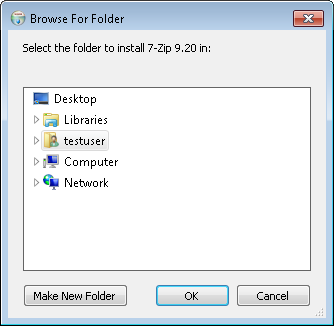 Browse For Folder
Select the folder to install 7-Zip 9.20 in:
Desktop
Libraries
testuser
Computer
Network
Make New Folder
OK
Cancel